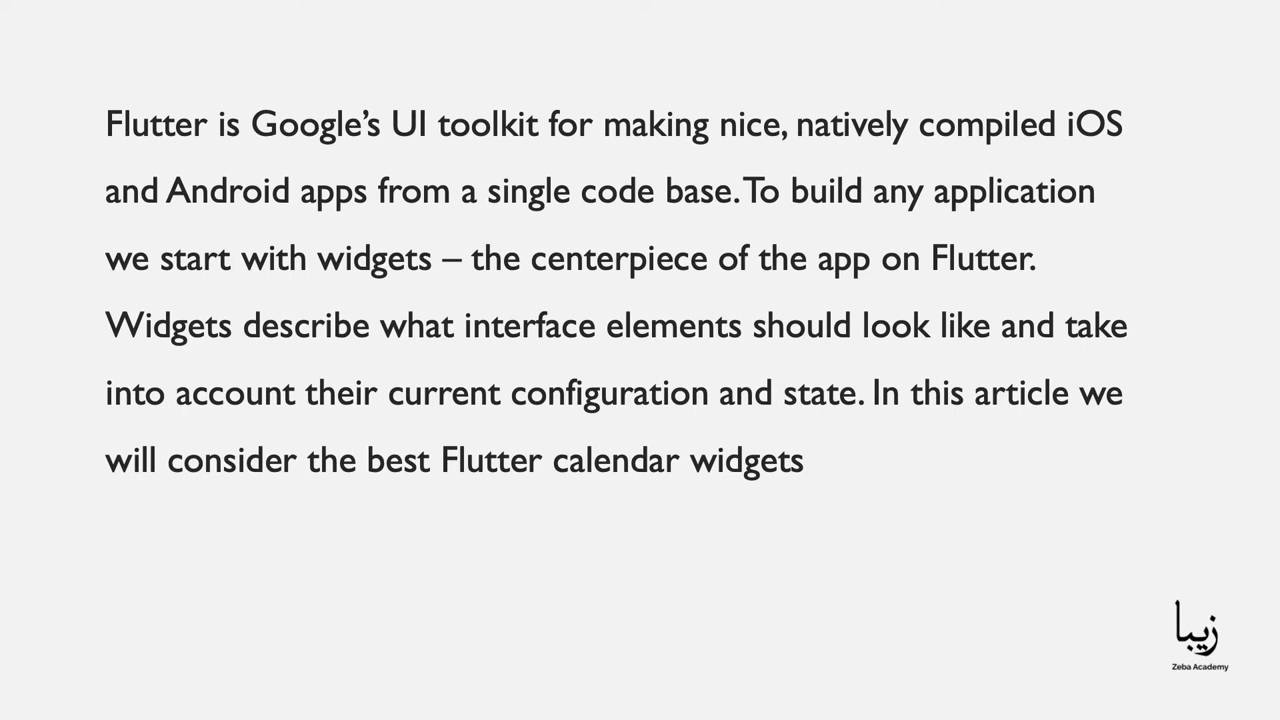 Flutter is Google’s UI toolkit for making nice, natively compiled iOS
and Android apps from a single code base. To build any application
we start with widgets – the centerpiece of the app on Flutter.
Widgets describe what interface elements should look like and take
into account their current configuration and state. In this article we
will consider the best Flutter calendar widgets
زيبا
Zeba Academy